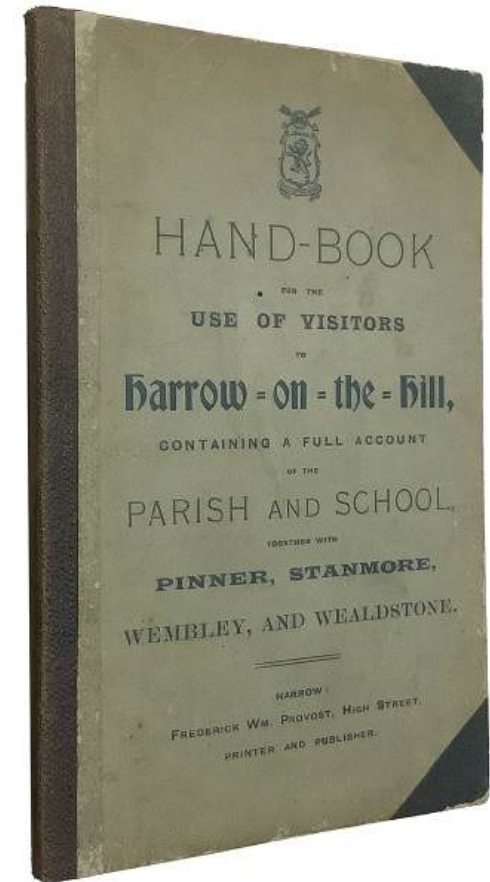 HAND-BOOK
FOR THE
USE OF VISITORS
TO
Harrow=on=the=Hill,
CONTAINING A FULL ACCOUNT
OF THE
PARISH AND SCHOOL,
TOGETHER WITH
PINNER, STANMORE,
WEMBLEY, AND WEALDSTONE.
HARROW:
FREDERICK WM. PROVOST, HIGH STREET,
PRINTER AND PUBLISHER.